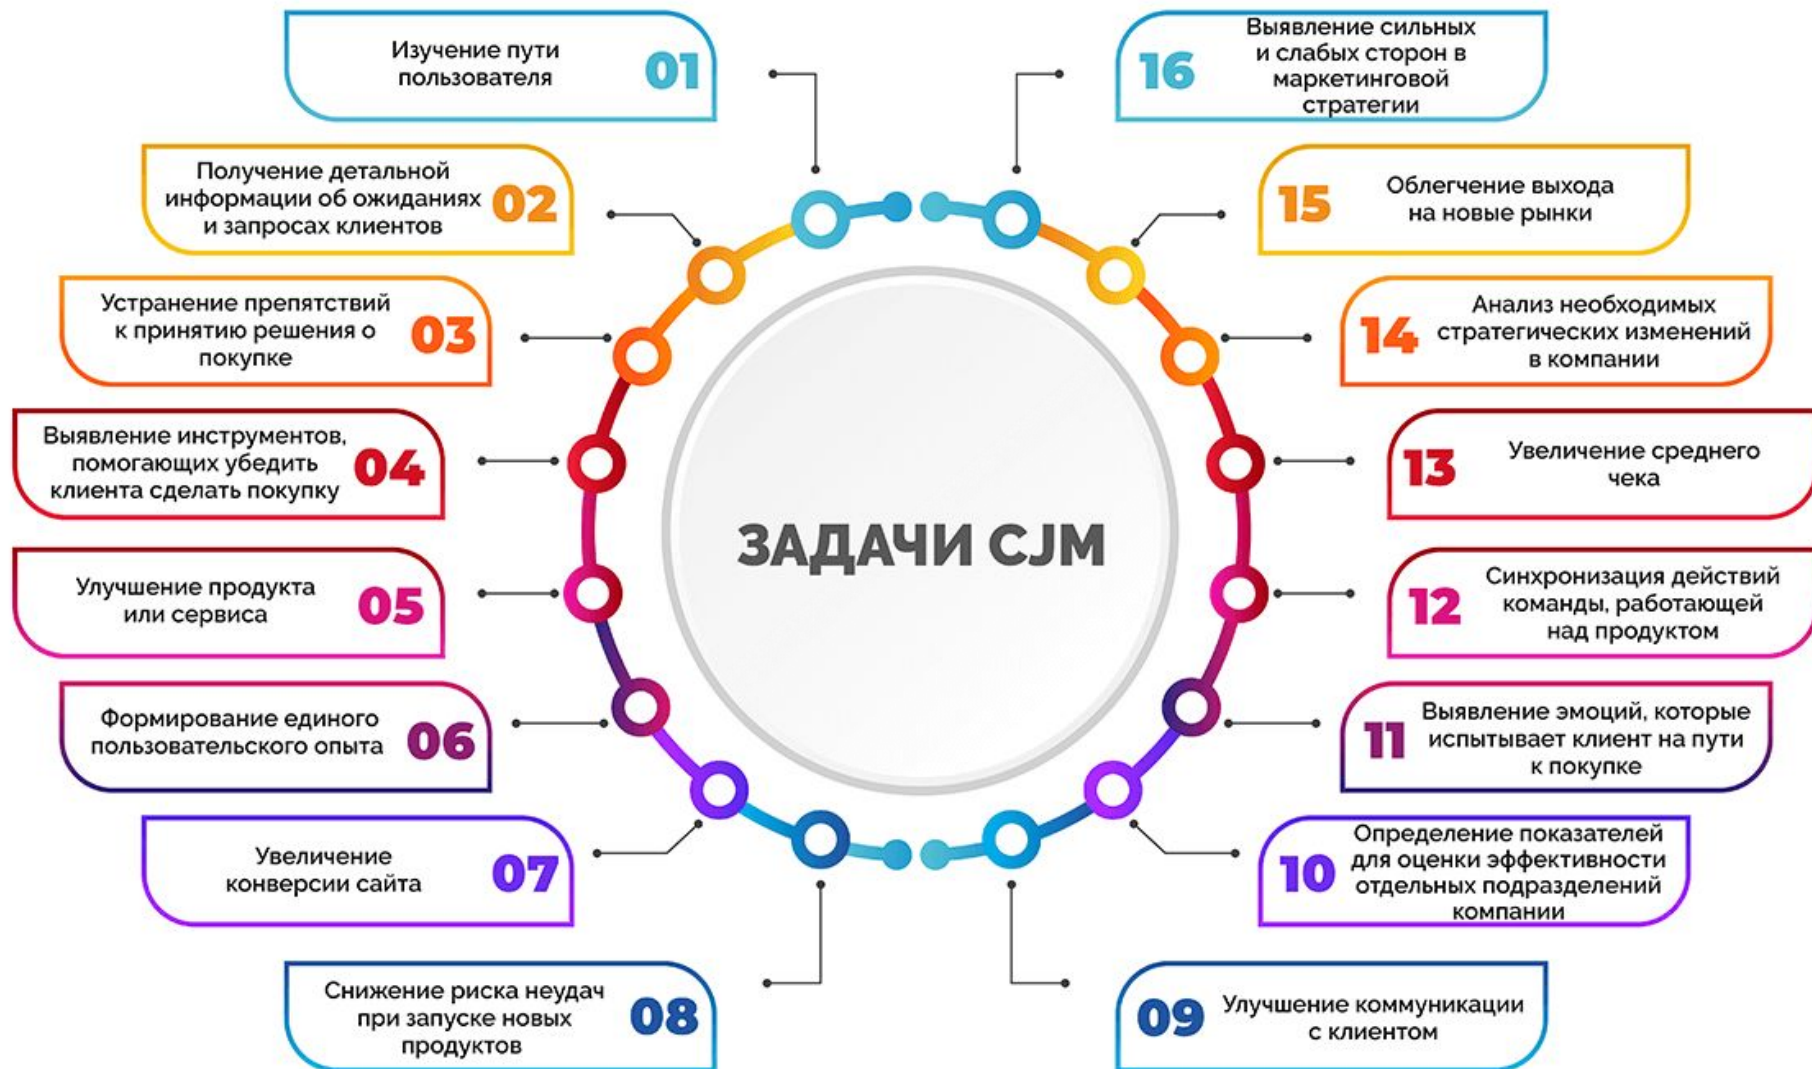 ЗАДАЧИ CJM
Изучение пути
пользователя
01
Получение детальной
информации об ожиданиях
и запросах клиентов
02
Устранение препятствий
к принятию решения о
покупке
03
Выявление инструментов,
помогающих убедить
клиента сделать покупку
04
Улучшение продукта
или сервиса
05
Формирование единого
пользовательского опыта
06
Увеличение
конверсии сайта
07
Снижение риска неудач
при запуске новых
продуктов
08
09
Улучшение коммуникации
с клиентом
10
Определение показателей
для оценки эффективности
отдельных подразделений
компании
11
Выявление эмоций, которые
испытывает клиент на пути
к покупке
12
Синхронизация действий
команды, работающей
над продуктом
13
Увеличение среднего
чека
14
Анализ необходимых
стратегических изменений
в компании
15
Облегчение выхода
на новые рынки
16
Выявление сильных
и слабых сторон в
маркетинговой
стратегии